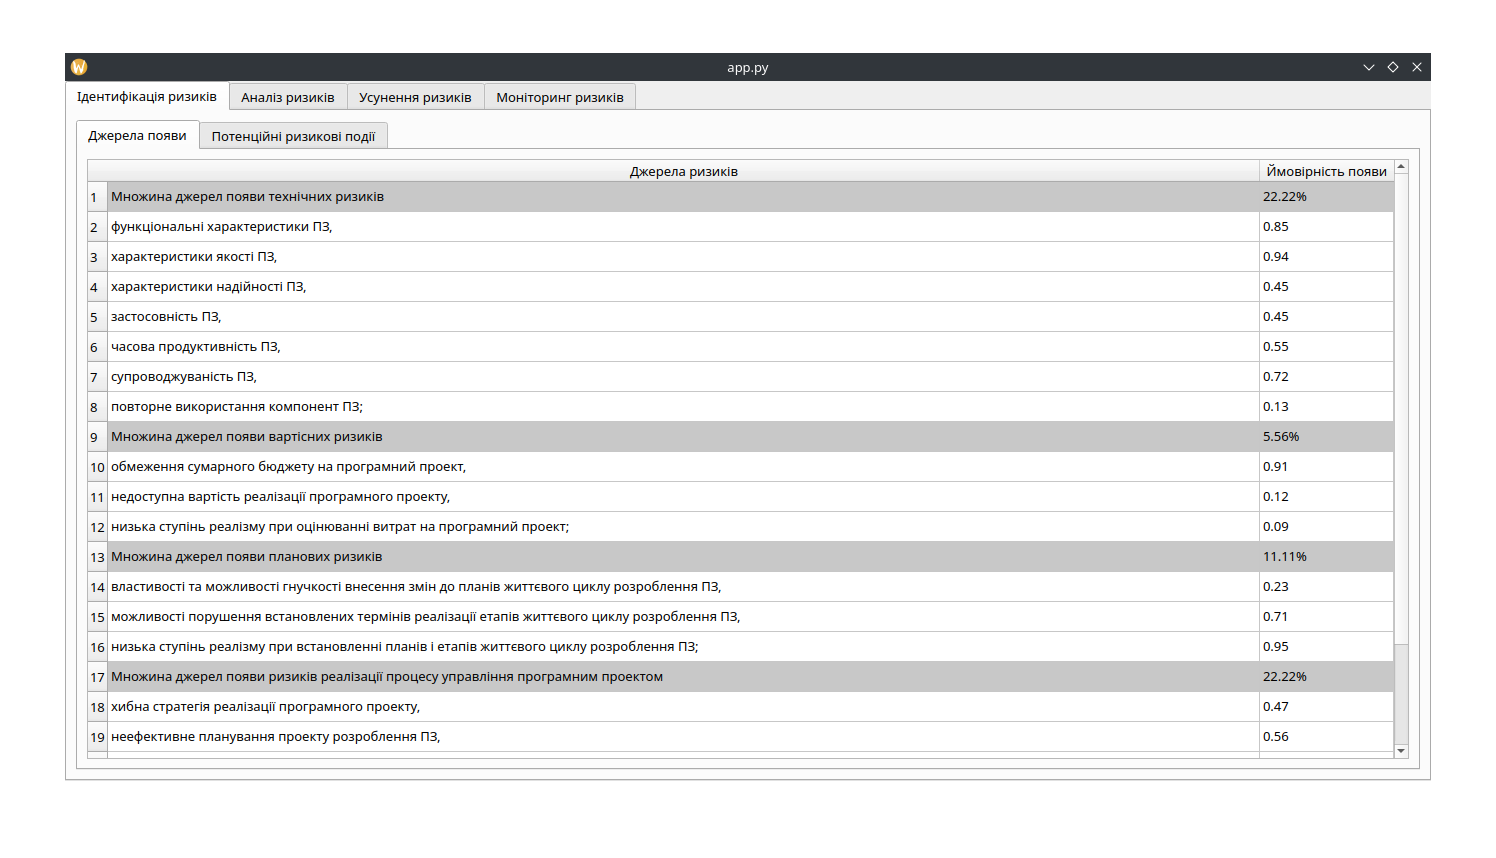 app.py
Ідентифікація ризиків Аналіз ризиків Усунення ризиків Моніторинг ризиків
Джерела появи Потенційні ризикові події
Джерела ризиків Ймовірність появи
1 Множина джерел появи технічних ризиків 22.22%
2 функціональні характеристики ПЗ, 0.85
3 характеристики якості ПЗ, 0.94
4 характеристики надійності ПЗ, 0.45
5 застосовність ПЗ, 0.45
6 часова продуктивність ПЗ, 0.55
7 супроводжуваність ПЗ, 0.72
8 повторне використання компонент ПЗ; 0.13
9 Множина джерел появи вартісних ризиків 5.56%
10 обмеження сумарного бюджету на програмний проект, 0.91
11 недоступна вартість реалізації програмного проекту, 0.12
12 низька ступінь реалізму при оцінюванні витрат на програмний проект; 0.09
13 Множина джерел появи планових ризиків 11.11%
14 властивості та можливості гнучкості внесення змін до планів життєвого циклу розроблення ПЗ, 0.23
15 можливості порушення встановлених термінів реалізації етапів життєвого циклу розроблення ПЗ, 0.71
16 низька ступінь реалізму при встановленні планів і етапів життєвого циклу розроблення ПЗ; 0.95
17 Множина джерел появи ризиків реалізації процесу управління програмним проектом 22.22%
18 хибна стратегія реалізації програмного проекту, 0.47
19 неефективне планування проекту розроблення ПЗ, 0.56